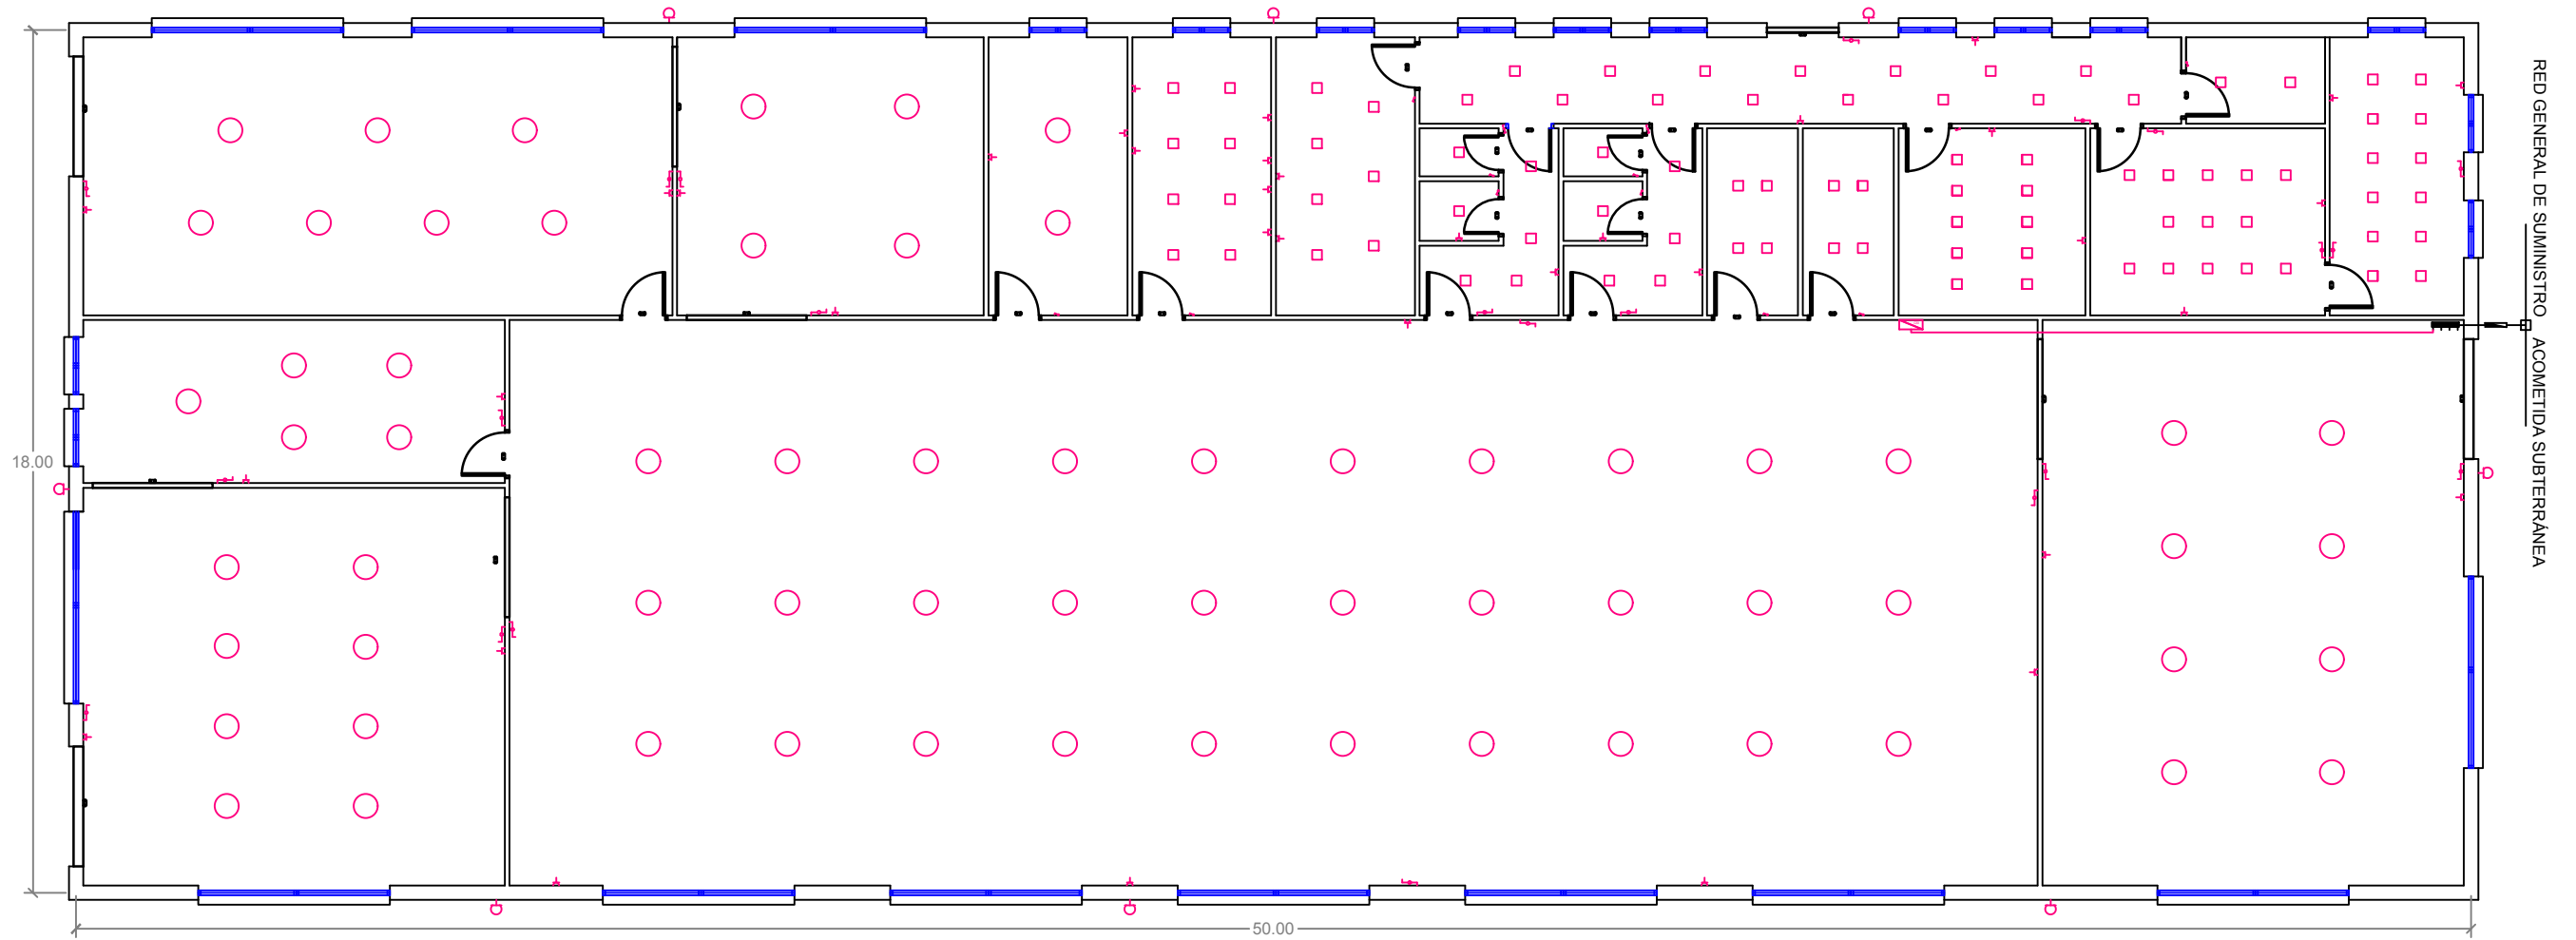 RED GENERAL DE SUMINISTRO
ACOMETIDA SUBTERRÁNEA
18.00
50.00